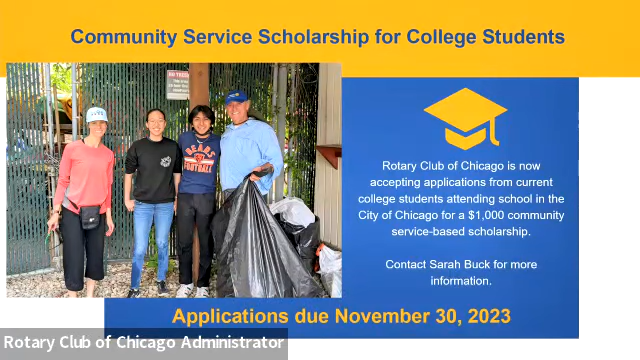 Community Service Scholarship for College Students
Rotary Club of Chicago is now
accepting applications from current
college students attending school in the
City of Chicago for a $1,000 community
service-based scholarship.
Contact Sarah Buck for more
information.
Applications due November 30, 2023
Rotary Club of Chicago Administrator